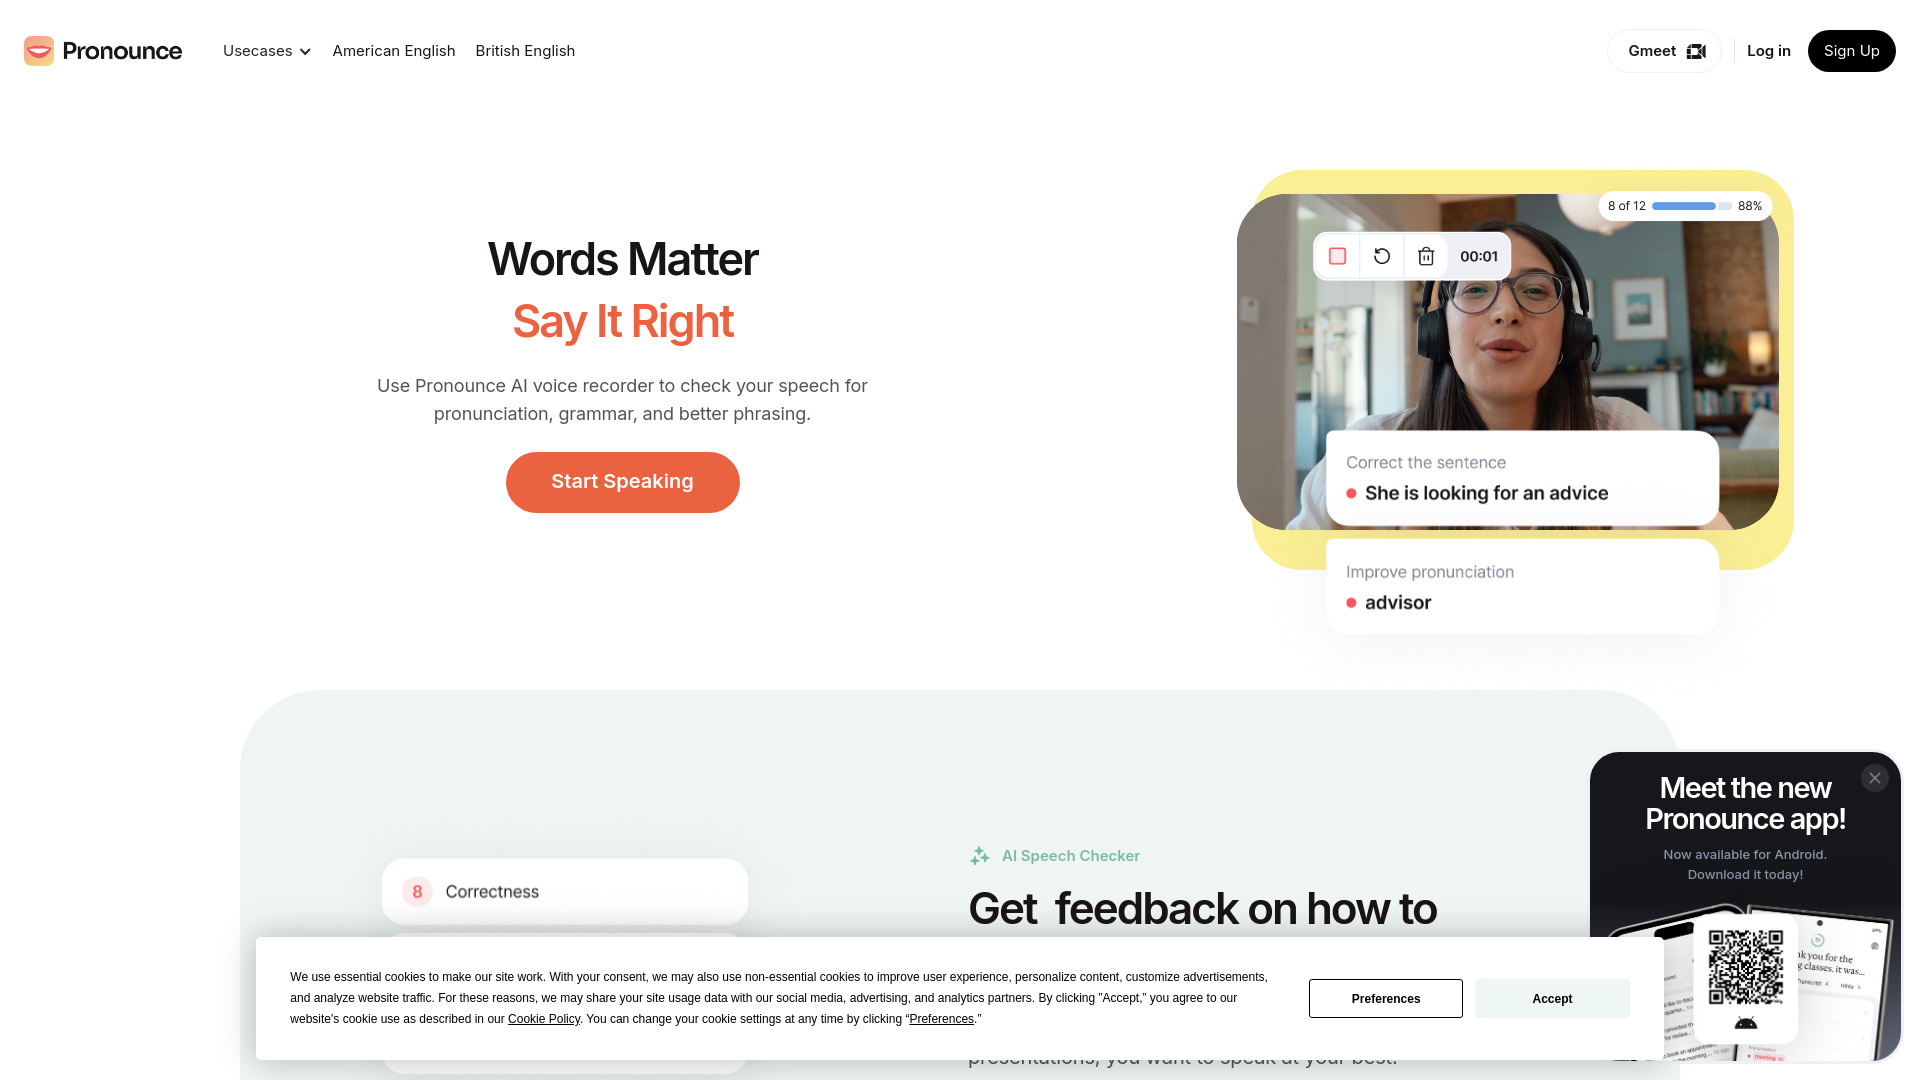 Pronounce
Usecases
American English
British English
Gmeet
Log in
Sign Up
Words Matter
Say It Right
Use Pronounce AI voice recorder to check your speech for
pronunciation, grammar, and better phrasing.
Start Speaking
8 of 12
88%
00:01
Correct the sentence
She is looking for an advice
Improve pronunciation
advisor
8
Correctness
AI Speech Checker
Get feedback on how to
presentations, you want to speak at your best.
Meet the new
Pronounce app!
Now available for Android.
Download it today!
We use essential cookies to make our site work. With your consent, we may also use non-essential cookies to improve user experience, personalize content, customize advertisements,
and analyze website traffic. For these reasons, we may share your site usage data with our social media, advertising, and analytics partners. By clicking "Accept," you agree to our
website's cookie use as described in our Cookie Policy. You can change your cookie settings at any time by clicking “Preferences.”
Preferences
Accept